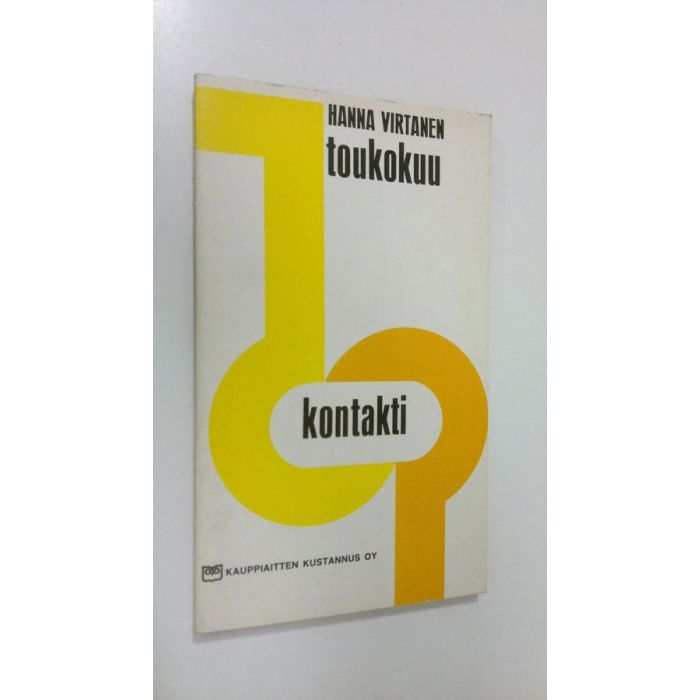 HANNA VIRTANEN
toukokuu
kontakti
KAUPPIAITTEN KUSTANNUS OY